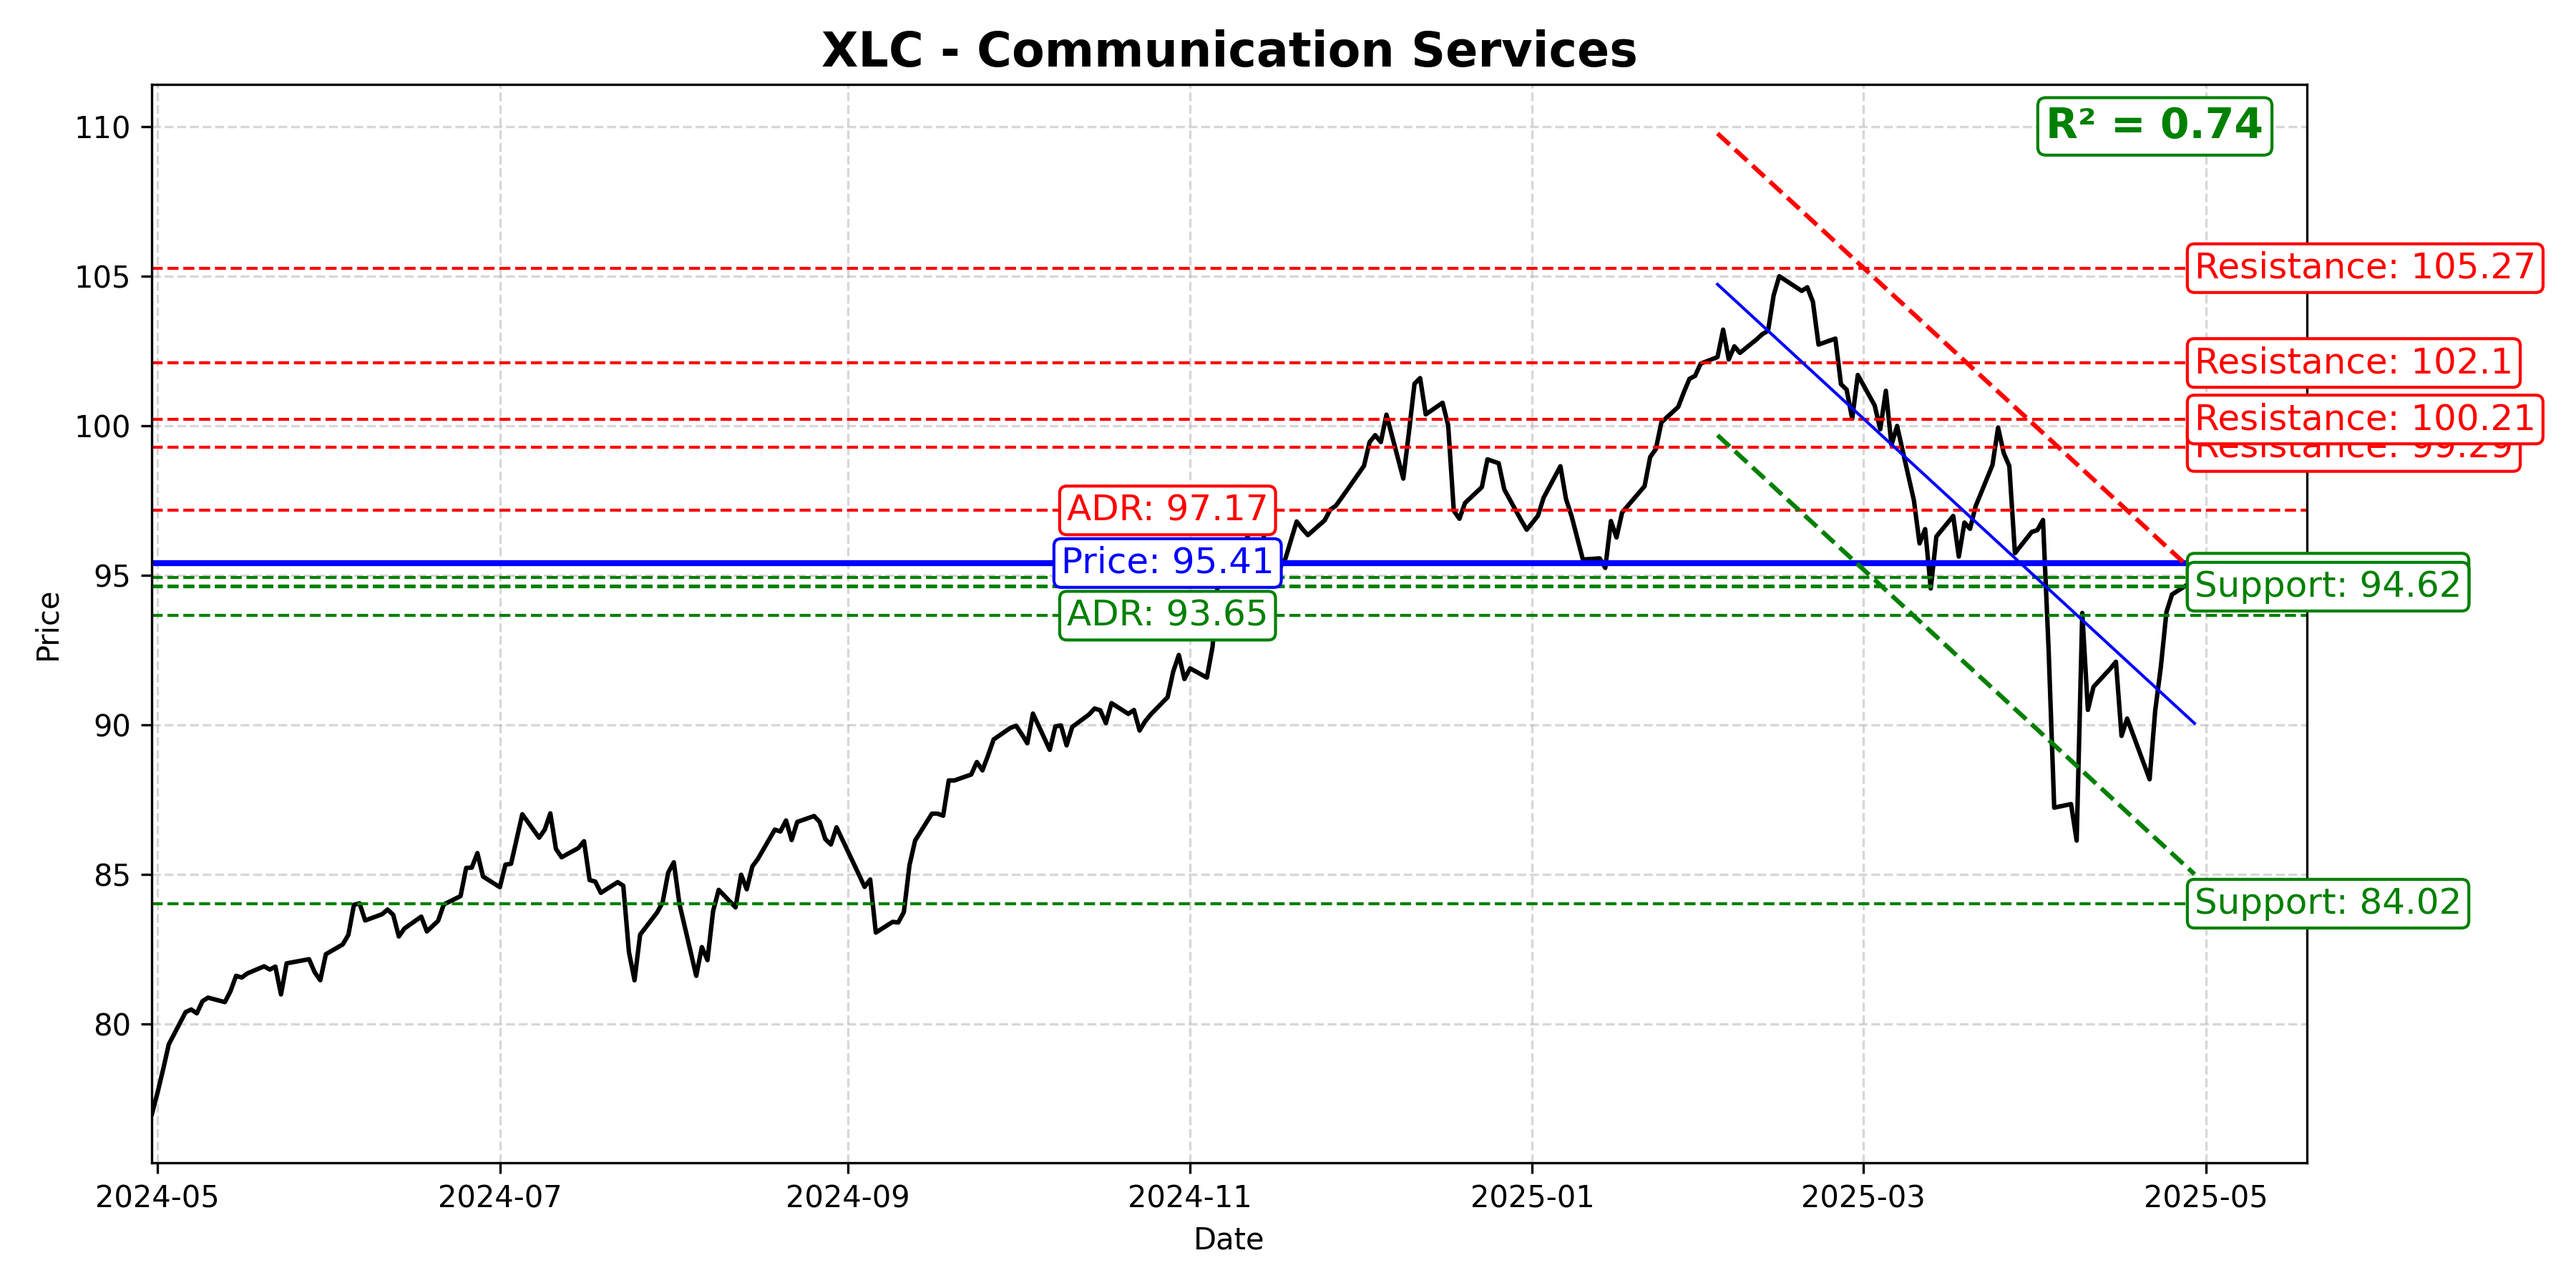 XLC - Communication Services
R² = 0.74
110
105
100
95
90
85
80
Price
Resistance: 105.27
Resistance: 102.1
Resistance: 100.21
Resistance: 99.29
ADR: 97.17
Price: 95.41
ADR: 93.65
Support: 94.62
Support: 84.02
2024-05
2024-07
2024-09
2024-11
2025-01
2025-03
2025-05
Date